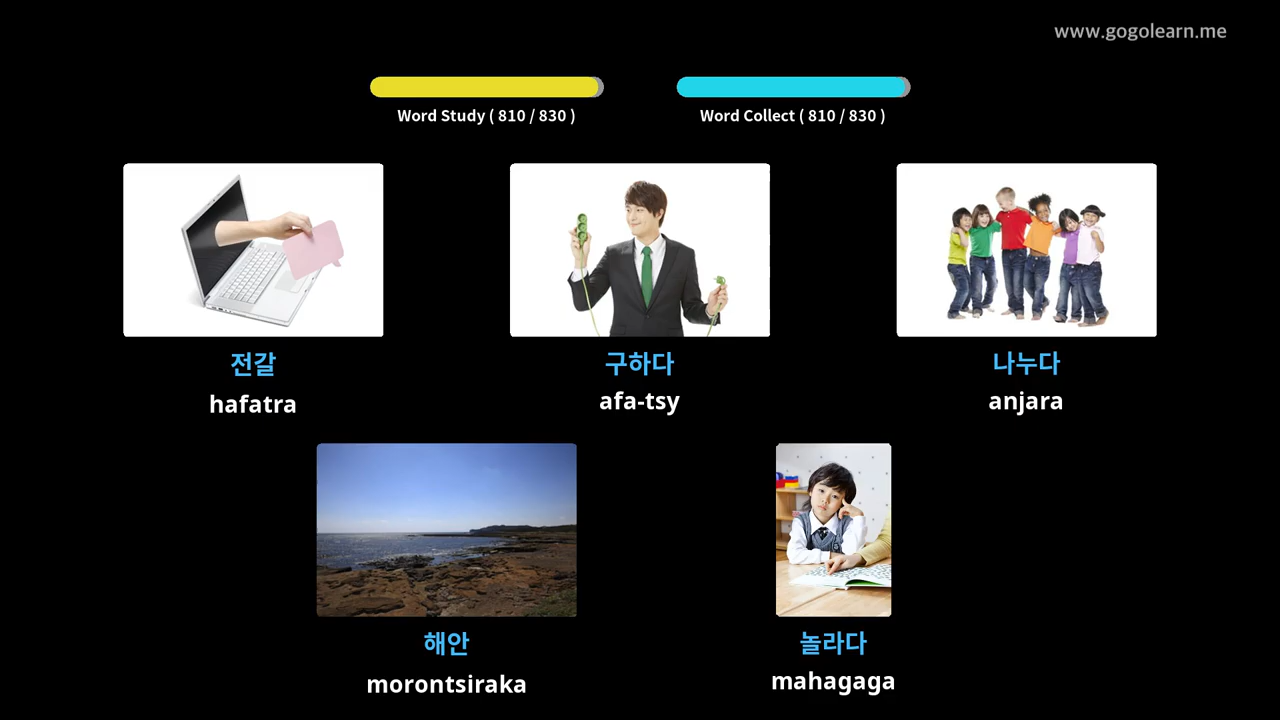 www.gogolearn.me
Word Study ( 810 / 830 )
Word Collect ( 810 / 830 )
전갈
hafatra
구하다
afa-tsy
나누다
anjara
해안
morontsiraka
놀라다
mahagaga